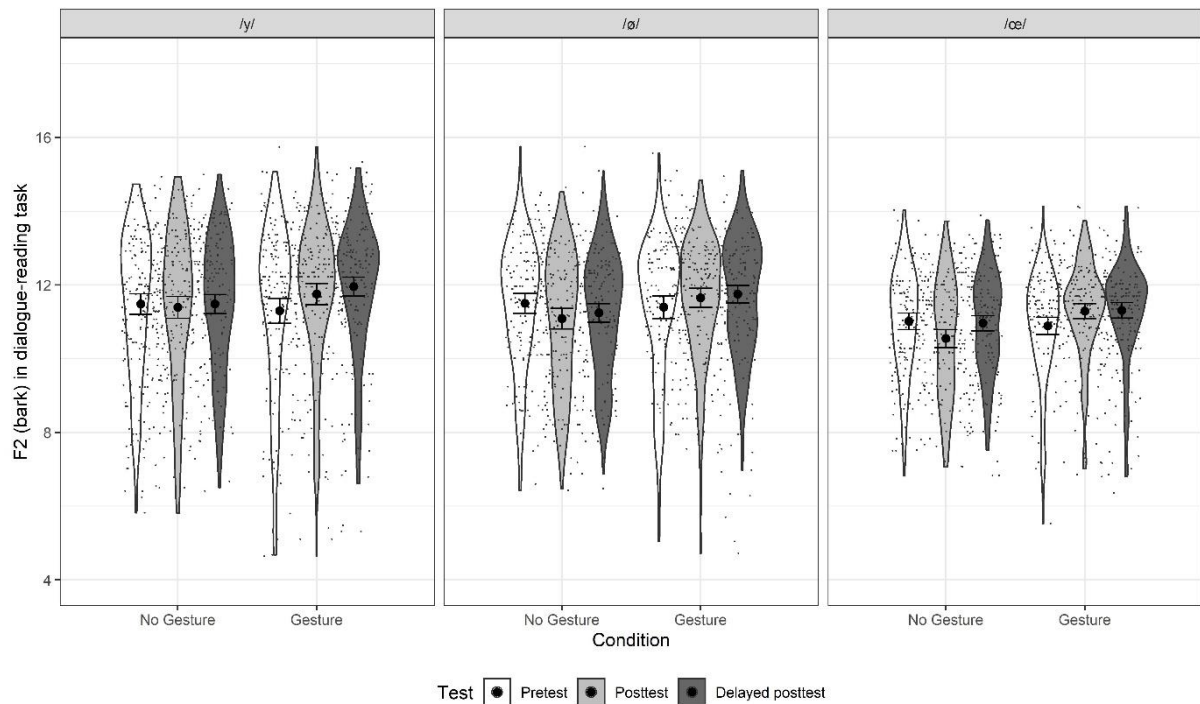 /y/
/ø/
/œ/
F2 (bark) in dialogue-reading task
16
12
8
4
No Gesture
Gesture
No Gesture
Gesture
No Gesture
Gesture
Condition
Test Pretest Posttest Delayed posttest